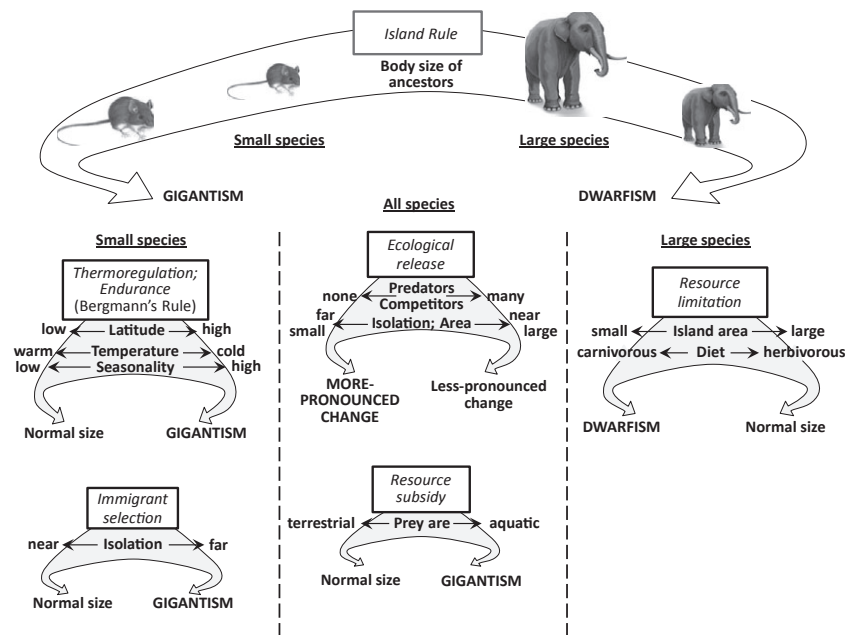 Island Rule
Body size of
ancestors
Small species
Large species
GIGANTISM
DWARFISM
All species
Small species
Thermoregulation;
Endurance
(Bergmann's Rule)
low Latitude high
warm Temperature cold
low Seasonality high
Normal size GIGANTISM
Immigrant
selection
near Isolation far
Normal size GIGANTISM
Ecological
release
none Predators many
Competitors
far near
small Isolation; Area large
MORE-
PRONOUNCED
CHANGE
Less-pronounced
change
Resource
subsidy
terrestrial Prey are aquatic
Normal size GIGANTISM
Large species
Resource
limitation
small Island area large
carnivorous Diet herbivorous
DWARFISM Normal size